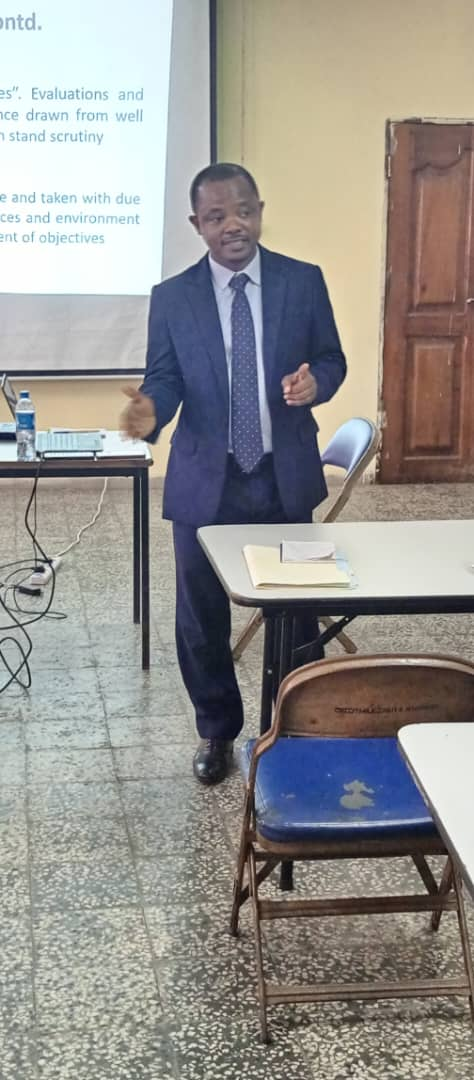 ontd.
es”. Evaluations and
nce drawn from well
n stand scrutiny
e and taken with due
ces and environment
ent of objectives